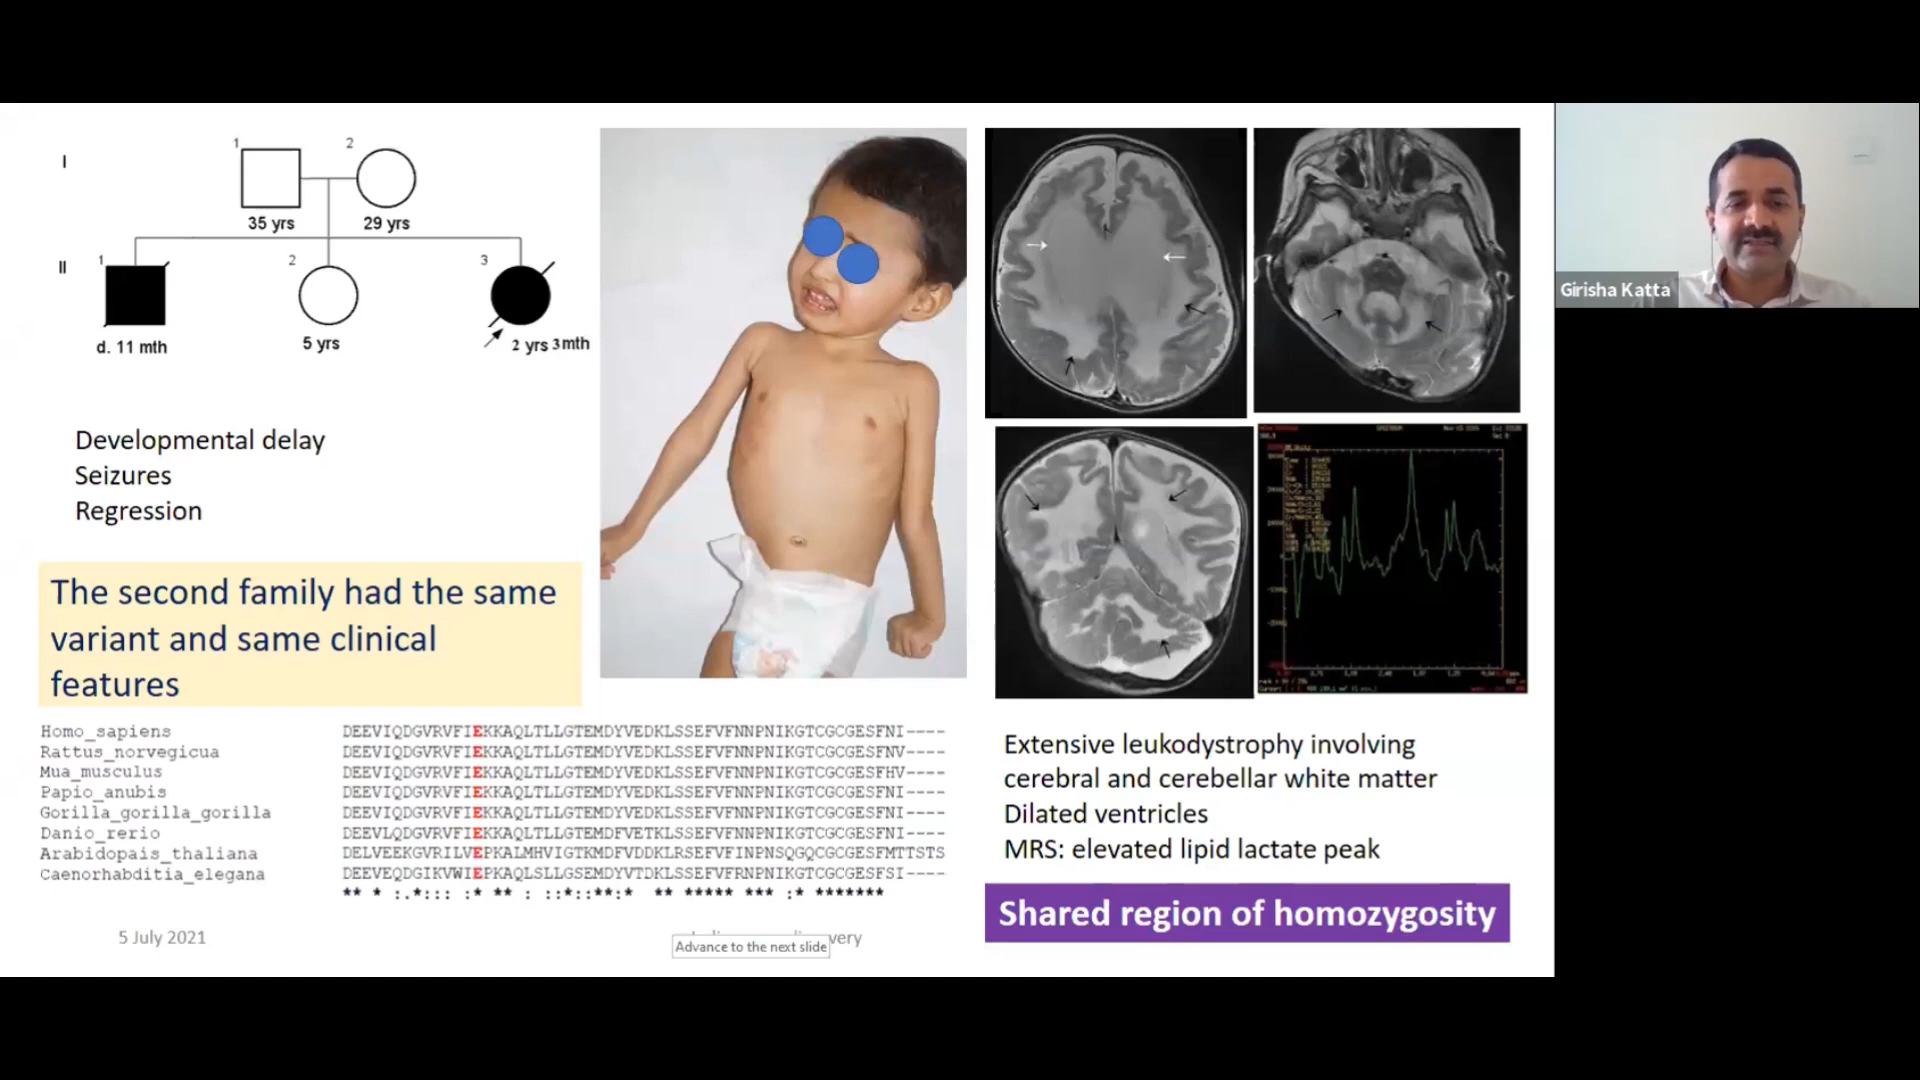 I
1
2
35 yrs
29 yrs
II
1
2
3
d. 11 mth
5 yrs
2 yrs 3mth
Developmental delay
Seizures
Regression
The second family had the same
variant and same clinical
features
Homo_sapiens DEEVIQDGVRVFIEKKAQLTLLGTEMDYVEDKLSSEFVFNNPNIKGTCGCGESFNI----
Rattus_norvegicua DEEVIQDGVRVFIEKKAQLTLLGTEMDYVEDKLSSEFVFNNPNIKGTCGCGESFNV----
Mua_musculus DEEVIQDGVRVFIEKKAQLTLLGTEMDYVEDKLSSEFVFNNPNIKGTCGCGESFHV----
Papio_anubis DEEVIQDGVRVFIEKKAQLTLLGTEMDYVEDKLSSEFVFNNPNIKGTCGCGESFNI----
Gorilla_gorilla_gorilla DEEVIQDGVRVFIEKKAQLTLLGTEMDYVEDKLSSEFVFNNPNIKGTCGCGESFNI----
Danio_rerio DEEVLQDGVRVFIEKKAQLTLLGTEMDFVETKLSSEFVFNNPNIKGTCGCGESFNI----
Arabidopais_thaliana DELVEEKGVRILVEPKALMHVIGTKMDFVDDKLRSEFVFINPNSQGQCGCGESFMTTSTS
Caenorhabditia_elegana DEEVEQDGIKVWIEPKAQLSLLGSEMDYVTDKLSSEFVFRNPNIKGTCGCGESFSI----
Extensive leukodystrophy involving
cerebral and cerebellar white matter
Dilated ventricles
MRS: elevated lipid lactate peak
Shared region of homozygosity
5 July 2021
Advance to the next slide
Girisha Katta